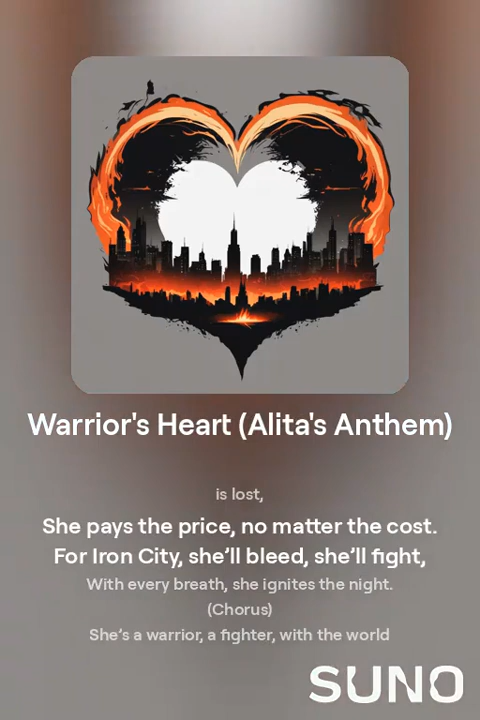 Warrior's Heart (Alita's Anthem)
is lost,
She pays the price, no matter the cost.
For Iron City, she’ll bleed, she’ll fight,
With every breath, she ignites the night.
(Chorus)
She’s a warrior, a fighter, with the world
SUNO